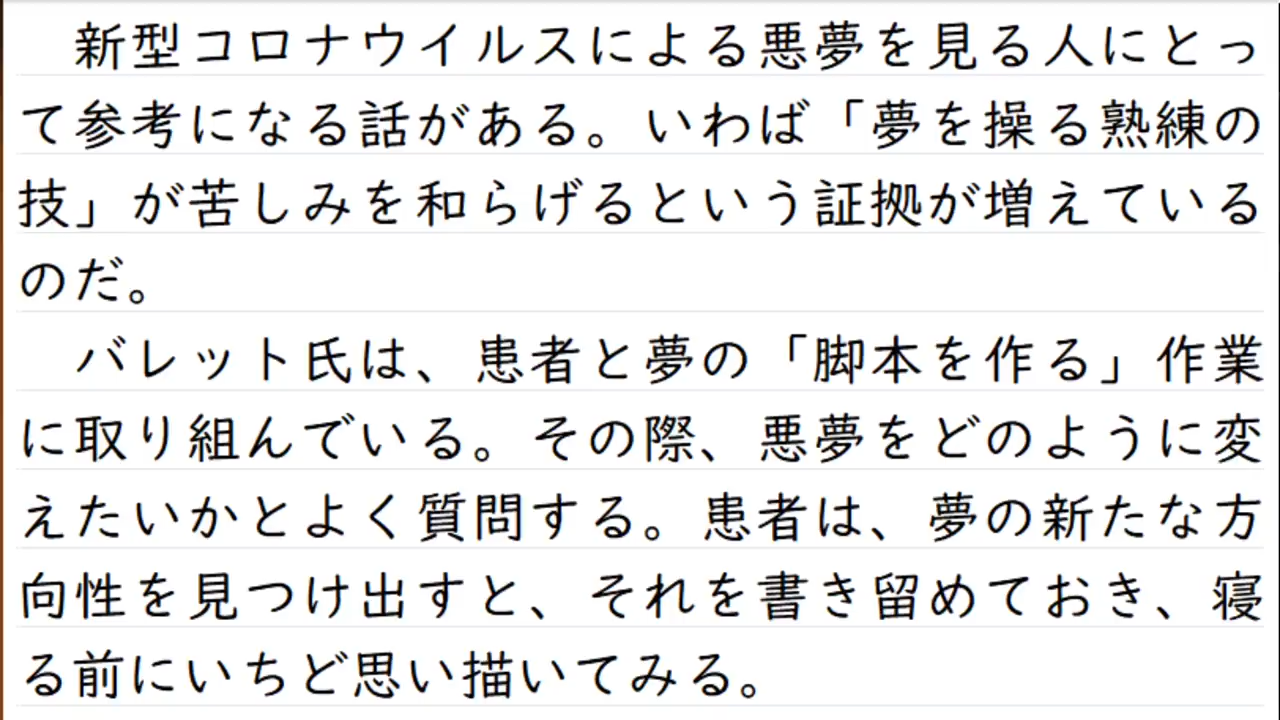 新型コロナウイルスによる悪夢を見る人にとっ
て参考になる話がある。いわば「夢を操る熟練の
技」が苦しみを和らげるという証拠が増えている
のだ。
　バレット氏は、患者と夢の「脚本を作る」作業
に取り組んでいる。その際、悪夢をどのように変
えたいかとよく質問する。患者は、夢の新たな方
向性を見つけ出すと、それを書き留めておき、寝
る前にいちど思い描いてみる。